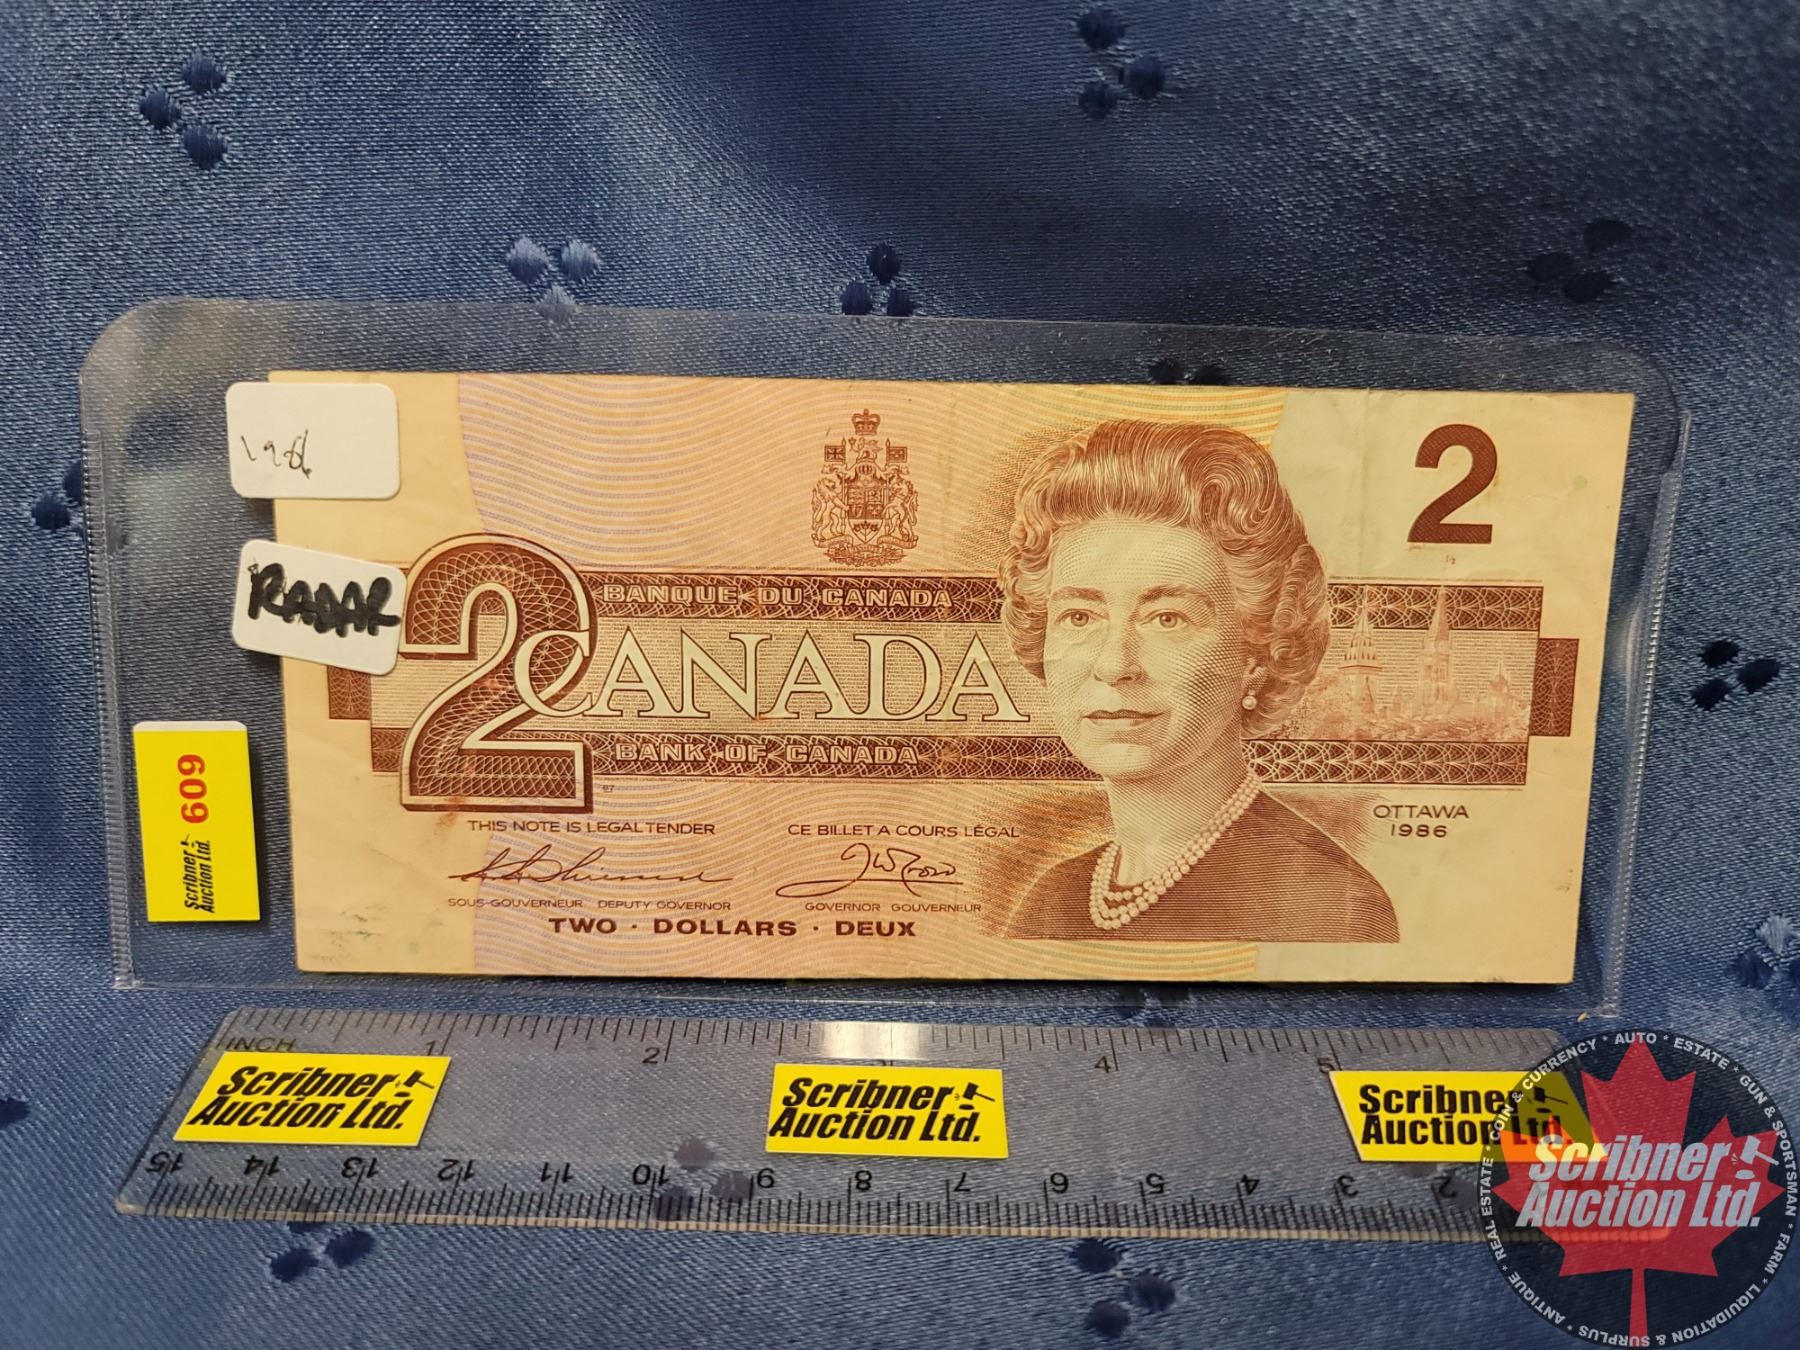 1986
RADAR
609
Scribner
Auction Ltd.
2
BANQUE DU CANADA
2 CANADA
BANK OF CANADA
07
THIS NOTE IS LEGAL TENDER
CE BILLET A COURS LÉGAL
SOUS-GOUVERNEUR DEPUTY GOVERNOR
GOVERNOR GOUVERNEUR
TWO · DOLLARS · DEUX
OTTAWA
1986
INCH 1 2 3 4 5
Scribner
Auction Ltd.
Scribner
Auction Ltd.
Scribner
Auction Ltd.
15 14 13 12 11 10 9 8 7 6 5 4 3 2
REAL ESTATE * COIN & CURRENCY * AUTO * ESTATE * GUN & SPORTSMAN * FARM * LIQUIDATION & SURPLUS * ANTIQUE *
Scribner
Auction Ltd.